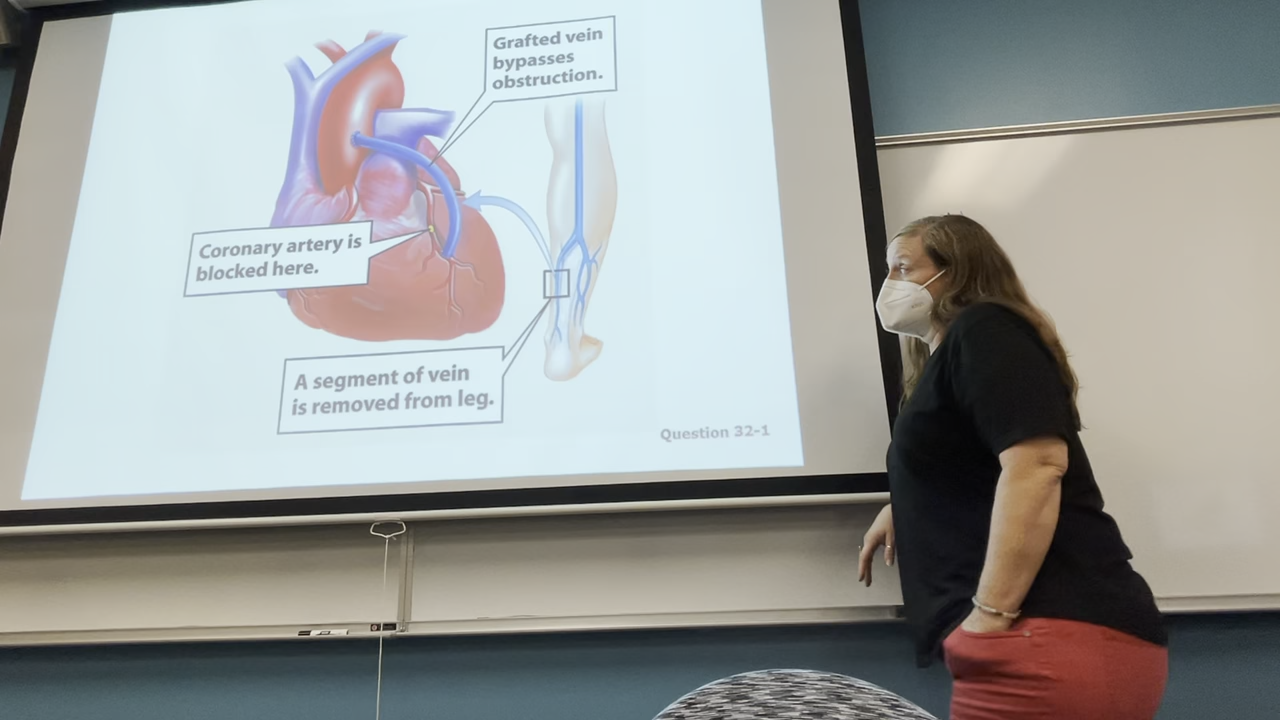 Grafted vein
bypasses
obstruction.
Coronary artery is
blocked here.
A segment of vein
is removed from leg.
Question 32-1